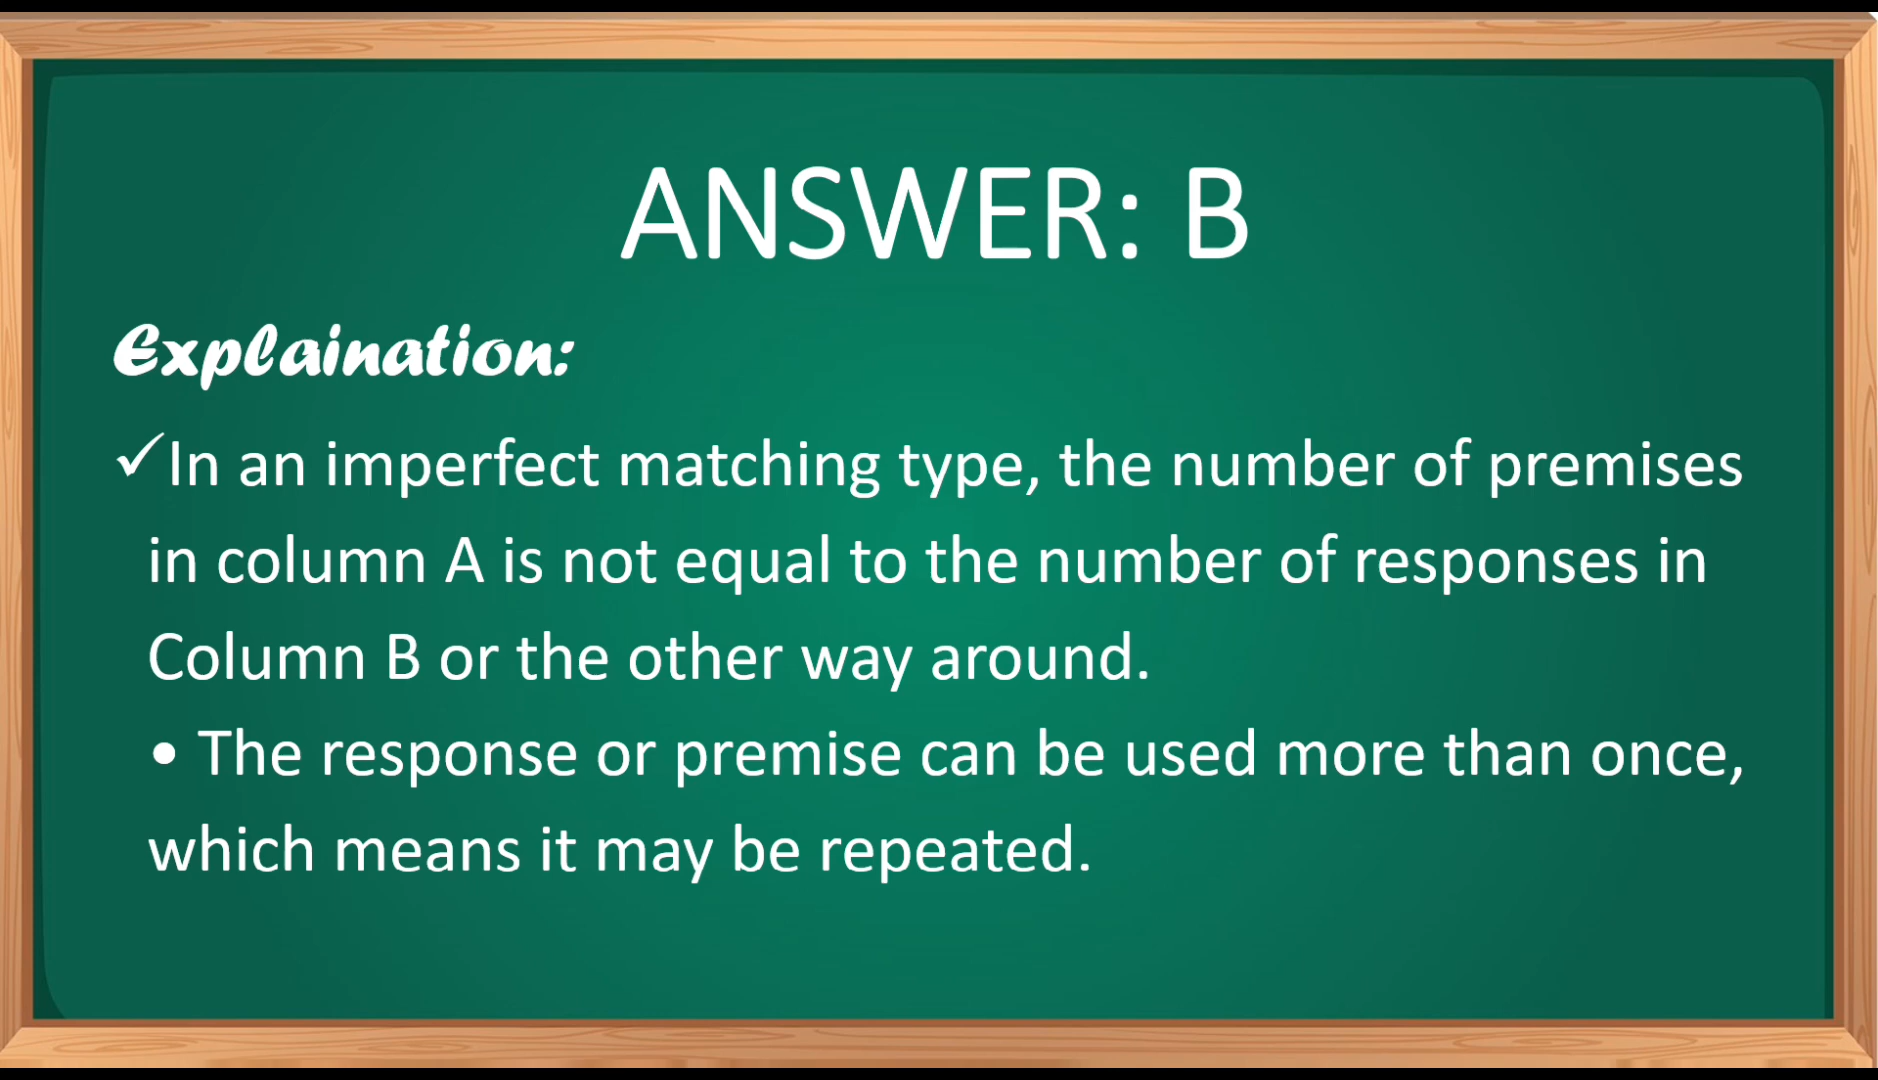 ANSWER: B
Explaination:
✓In an imperfect matching type, the number of premises
in column A is not equal to the number of responses in
Column B or the other way around.
• The response or premise can be used more than once,
which means it may be repeated.